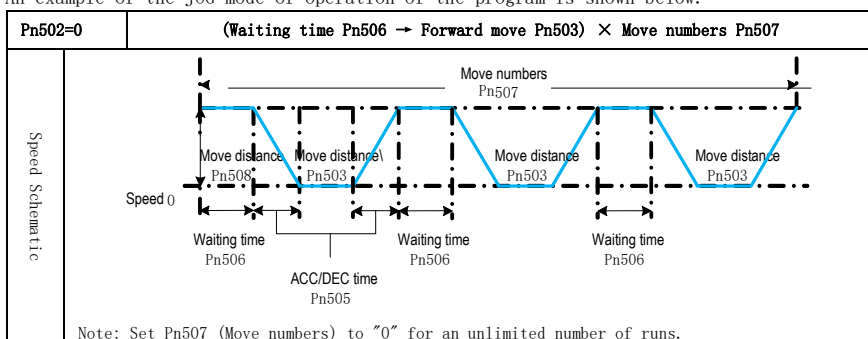 An example of the JOG mode of operation of the program is shown below.
Pn502=0
(Waiting time Pn506 → Forward move Pn503) × Move numbers Pn507
Speed Schematic
Move numbers
Pn507
Move distance
Pn508
Move distance\
Pn503
Move distance
Pn503
Move distance
Pn503
Speed 0
Waiting time
Pn506
Waiting time
Pn506
Waiting time
Pn506
ACC/DEC time
Pn505
Note: Set Pn507 (Move numbers) to "0" for an unlimited number of runs.